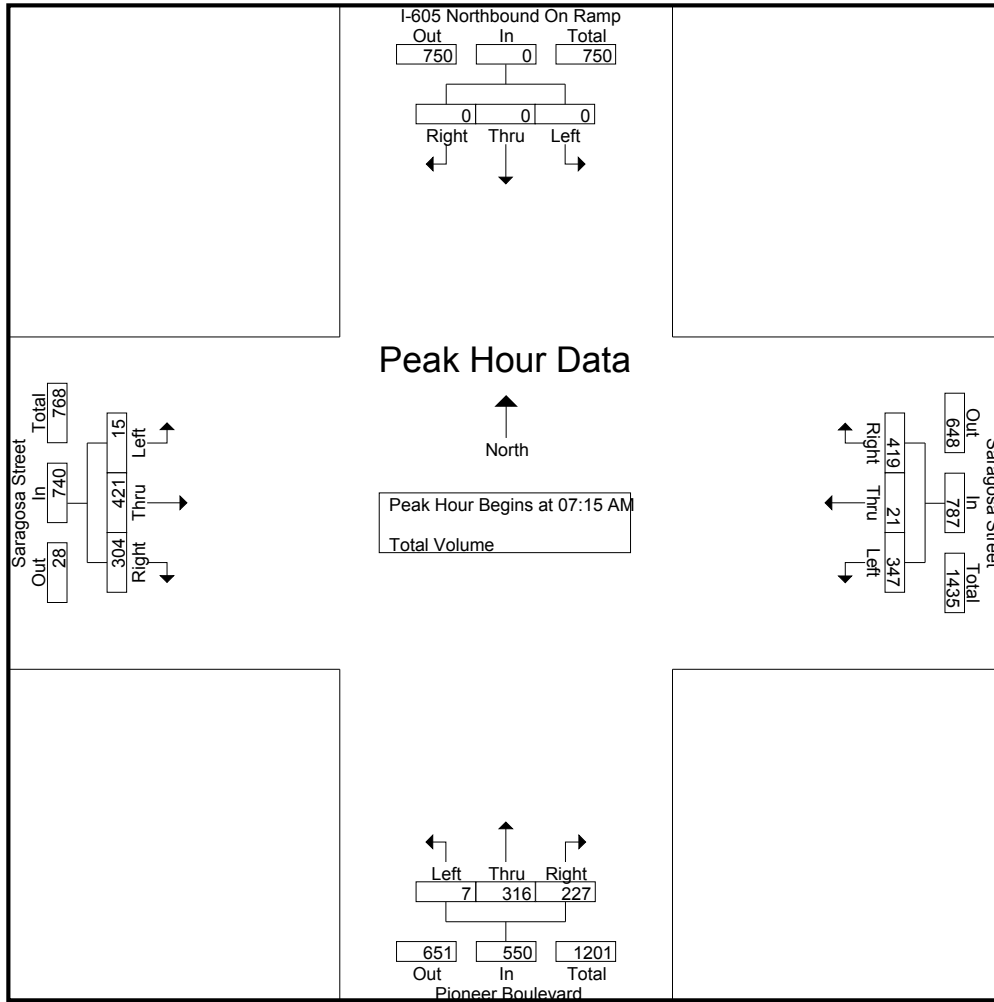 I-605 Northbound On Ramp
Out In Total
750 0 750
0 0 0
Right Thru Left
Peak Hour Data
North
Peak Hour Begins at 07:15 AM
Total Volume
Saragosa Street
Out In Total
28 740 768
304 421 15
Right Thru Left
Saragosa Street
Out In Total
648 787 1435
419 21 347
Right Thru Left
Left Thru Right
7 316 227
651 550 1201
Out In Total
Pioneer Boulevard